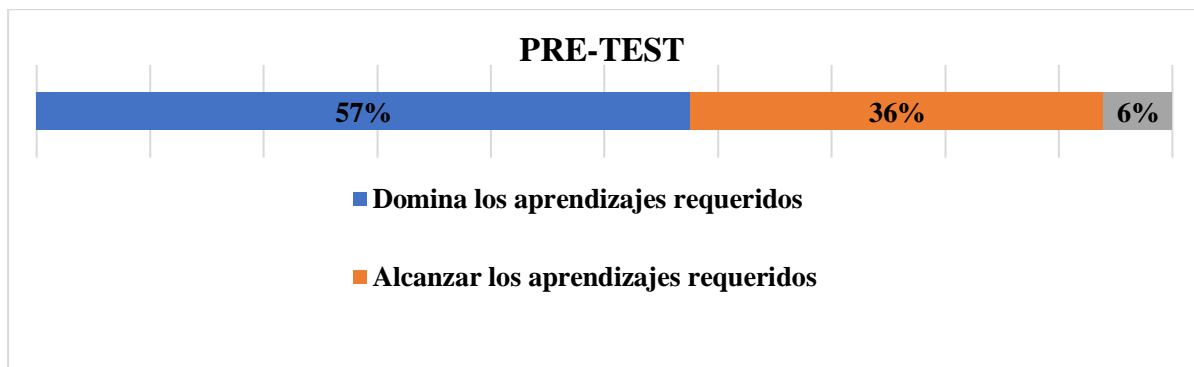 PRE-TEST
57% 36% 6%
Domina los aprendizajes requeridos
Alcanzar los aprendizajes requeridos